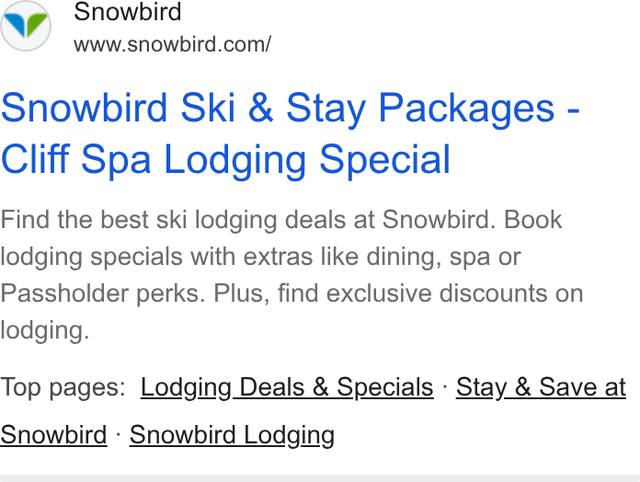 Snowbird
www.snowbird.com/
Snowbird Ski & Stay Packages -
Cliff Spa Lodging Special
Find the best ski lodging deals at Snowbird. Book
lodging specials with extras like dining, spa or
Passholder perks. Plus, find exclusive discounts on
lodging.
Top pages: Lodging Deals & Specials · Stay & Save at
Snowbird · Snowbird Lodging